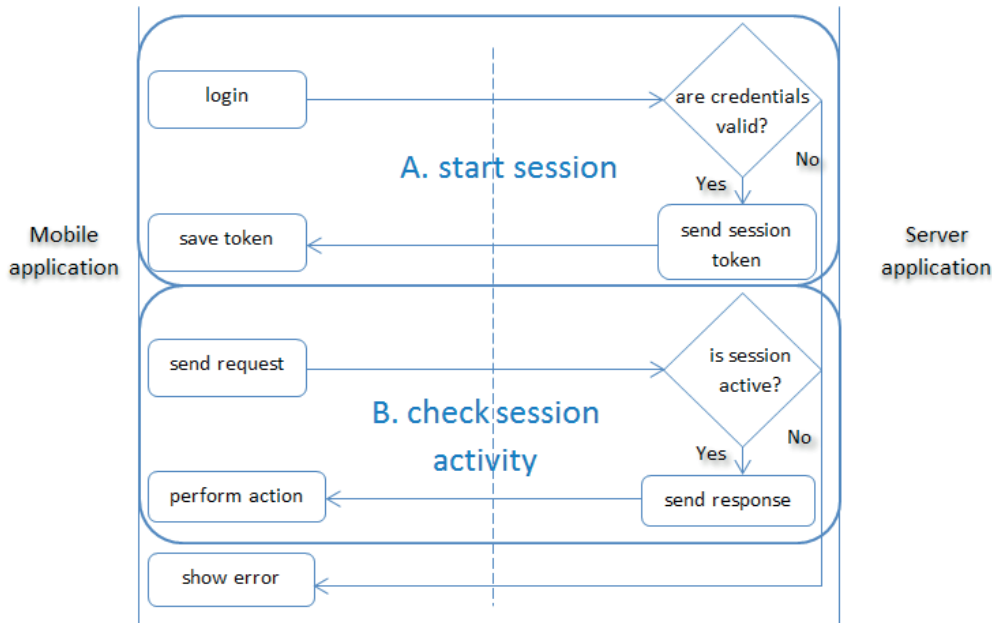 login
are credentials
valid?
A. start session
No
Yes
Mobile
application
save token
send session
token
Server
application
send request
is session
active?
B. check session
activity
No
Yes
perform action
send response
show error